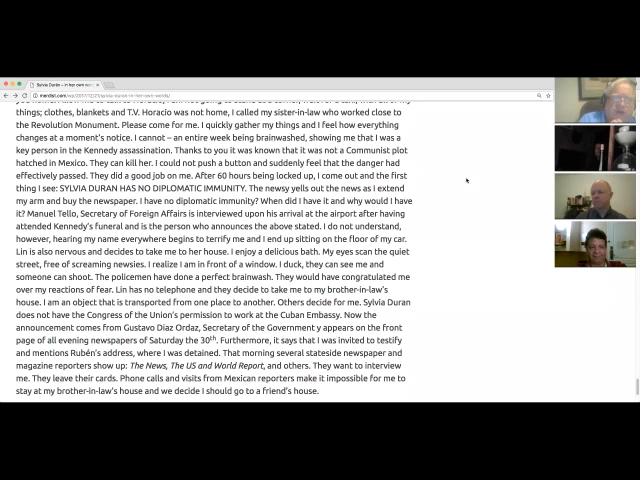 Sylvia Durán – in her own wor
merdist.com/wp/2017/12/21/sylvia-duran-in-her-own-words/
things; clothes, blankets and T.V. Horacio was not home, I called my sister-in-law who worked close to
the Revolution Monument. Please come for me. I quickly gather my things and I feel how everything
changes at a moment's notice. I cannot – an entire week being brainwashed, showing me that I was a
key person in the Kennedy assassination. Thanks to you it was known that it was not a Communist plot
hatched in Mexico. They can kill her. I could not push a button and suddenly feel that the danger had
effectively passed. They did a good job on me. After 60 hours being locked up, I come out and the first
thing I see: SYLVIA DURAN HAS NO DIPLOMATIC IMMUNITY. The newsy yells out the news as I extend
my arm and buy the newspaper. I have no diplomatic immunity? When did I have it and why would I have
it? Manuel Tello, Secretary of Foreign Affairs is interviewed upon his arrival at the airport after having
attended Kennedy's funeral and is the person who announces the above stated. I do not understand,
however, hearing my name everywhere begins to terrify me and I end up sitting on the floor of my car.
Lin is also nervous and decides to take me to her house. I enjoy a delicious bath. My eyes scan the quiet
street, free of screaming newsies. I realize I am in front of a window. I duck, they can see me and
someone can shoot. The policemen have done a perfect brainwash. They would have congratulated me
over my reactions of fear. Lin has no telephone and they decide to take me to my brother-in-law's
house. I am an object that is transported from one place to another. Others decide for me. Sylvia Duran
does not have the Congress of the Union's permission to work at the Cuban Embassy. Now the
announcement comes from Gustavo Diaz Ordaz, Secretary of the Government y appears on the front
page of all evening newspapers of Saturday the 30th. Furthermore, it says that I was invited to testify
and mentions Rubén's address, where I was detained. That morning several stateside newspaper and
magazine reporters show up: The News, The US and World Report, and others. They want to interview
me. They leave their cards. Phone calls and visits from Mexican reporters make it impossible for me to
stay at my brother-in-law's house and we decide I should go to a friend's house.